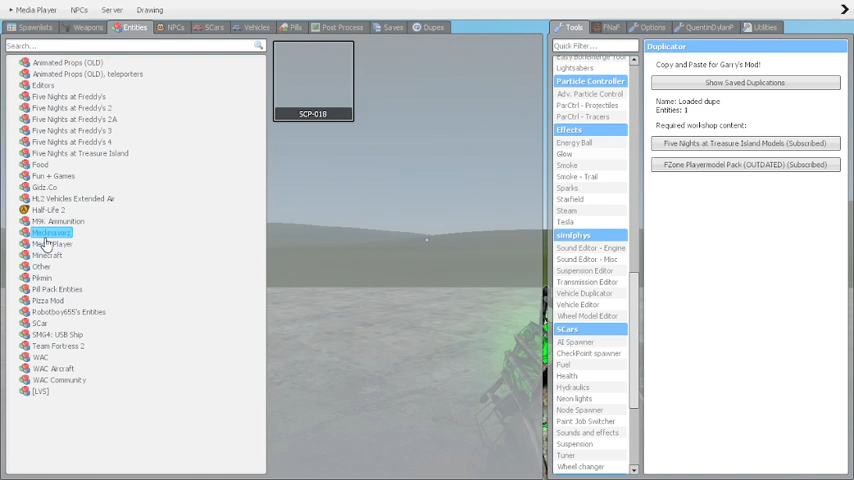 Media Player NPCs Server Drawing
Spawnlists Weapons Entities NPCs SCars Vehicles Pills Post Process Saves Dupes
Search...
Animated Props (OLD)
Animated Props (OLD), teleporters
Editors
Five Nights at Freddy's
Five Nights at Freddy's 2
Five Nights at Freddy's 2A
Five Nights at Freddy's 3
Five Nights at Freddy's 4
Five Nights at Treasure Island
Food
Fun + Games
Gidz.Co
HL2 Vehicles Extended Air
Half-Life 2
M9K Ammunition
Media Player
Minecraft
Other
Pikmin
Pill Pack Entities
Pizza Mod
Robotboy655's Entities
SCar
SMG4: USB Ship
Team Fortress 2
WAC
WAC Aircraft
WAC Community
[LVS]
SCP-018
Tools FNaF Options QuentinDylanP Utilities
Quick Filter...
Easy Bonemerge Tool
Lightsabers
Particle Controller
Adv. Particle Control
ParCtrl - Projectiles
ParCtrl - Tracers
Effects
Energy Ball
Glow
Smoke
Smoke - Trail
Sparks
Starfield
Steam
Tesla
simfphys
Sound Editor - Engine
Sound Editor - Misc
Suspension Editor
Transmission Editor
Vehicle Duplicator
Vehicle Editor
Wheel Model Editor
SCars
AI Spawner
CheckPoint spawner
Fuel
Health
Hydraulics
Neon lights
Node Spawner
Paint Job Switcher
Sounds effects
Suspension
Tuner
Wheel changer
Duplicator
Copy and Paste for Garry's Mod!
Show Saved Duplications
Name: Loaded dupe
Entities: 1
Required workshop content:
Five Nights at Treasure Island Models (Subscribed)
FZone Playermodel Pack (OUTDATED) (Subscribed)